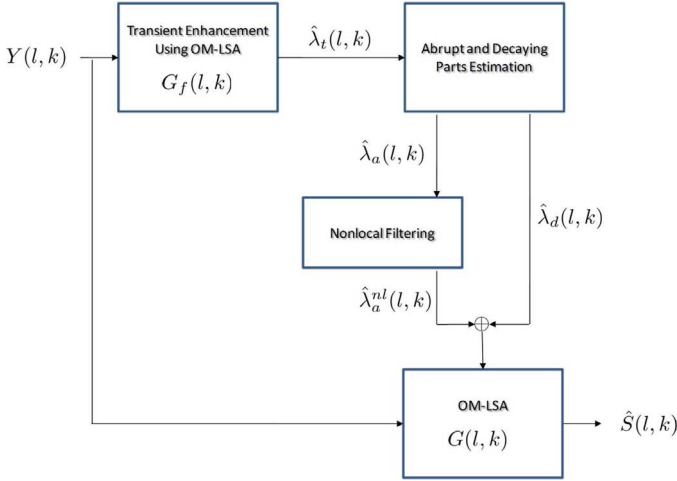 Transient Enhancement
Using OM-LSA
G_f(l, k)
Y(l, k)
λ̂_t(l, k)
Abrupt and Decaying
Parts Estimation
λ̂_a(l, k)
λ̂_d(l, k)
Nonlocal Filtering
λ̂_a^{nl}(l, k)
⊕
OM-LSA
G(l, k)
Ŝ(l, k)